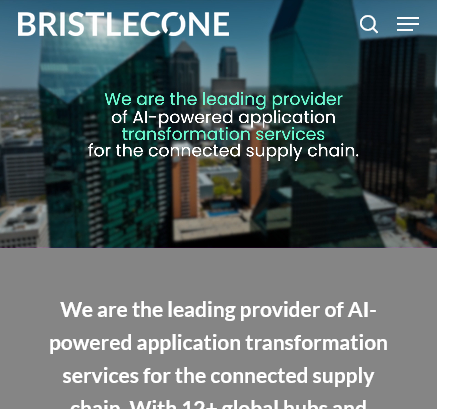 BRISTLECONE
We are the leading provider
of AI-powered application
transformation services
for the connected supply chain.
We are the leading provider of AI-
powered application transformation
services for the connected supply
chain. With 12+ global hubs and